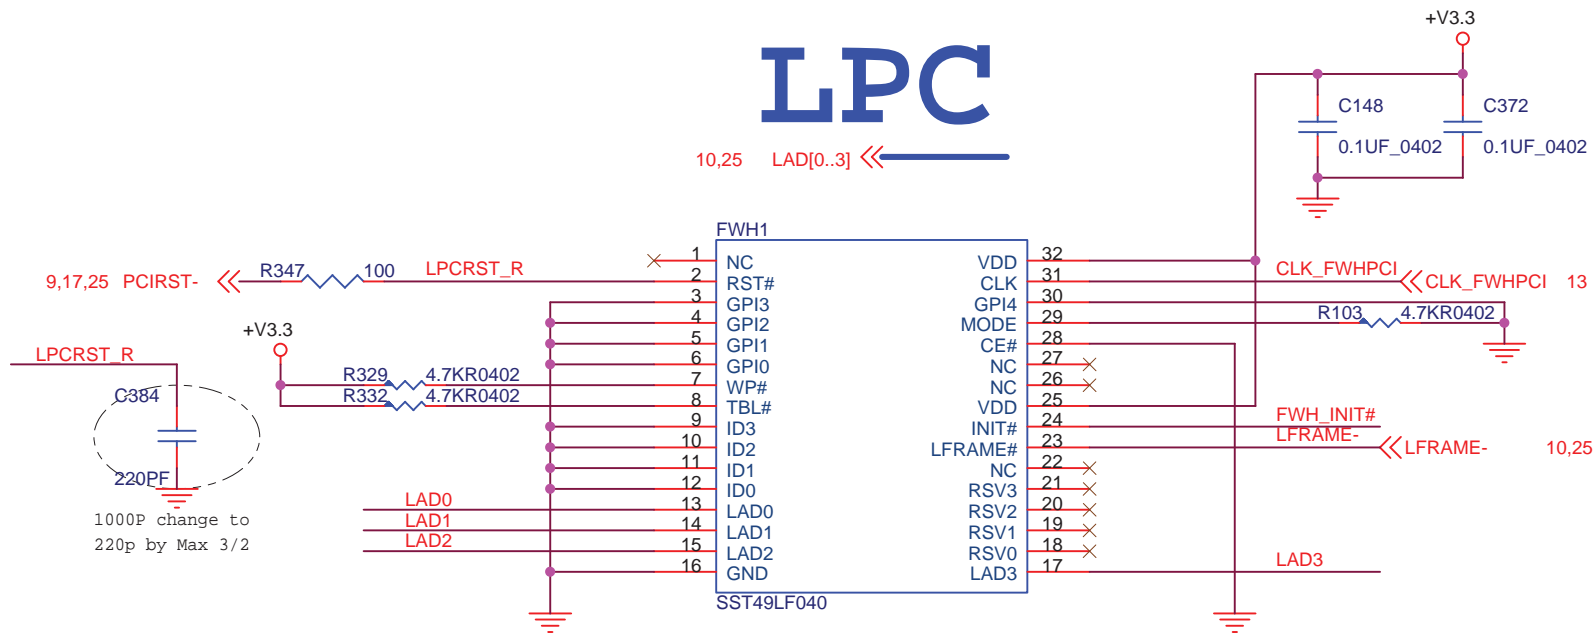 +V3.3
LPC
C148
C372
0.1UF_0402
0.1UF_0402
10,25 LAD[0..3]
FWH1
9,17,25 PCIRST-
R347
100
LPCRST_R
1 NC
2 RST#
3 GPI3
4 GPI2
5 GPI1
6 GPI0
7 WP#
8 TBL#
9 ID3
10 ID2
11 ID1
12 ID0
13 LAD0
14 LAD1
15 LAD2
16 GND
VDD 32
CLK 31
GPI4 30
MODE 29
CE# 28
NC 27
NC 26
VDD 25
INIT# 24
LFRAME# 23
NC 22
RSV3 21
RSV2 20
RSV1 19
RSV0 18
LAD3 17
SST49LF040
CLK_FWHPCI
CLK_FWHPCI 13
R103 4.7KR0402
FWH_INIT#
LFRAME-
LFRAME- 10,25
LAD3
+V3.3
R329 4.7KR0402
R332 4.7KR0402
LAD0
LAD1
LAD2
LPCRST_R
C384
220PF
1000P change to
220p by Max 3/2